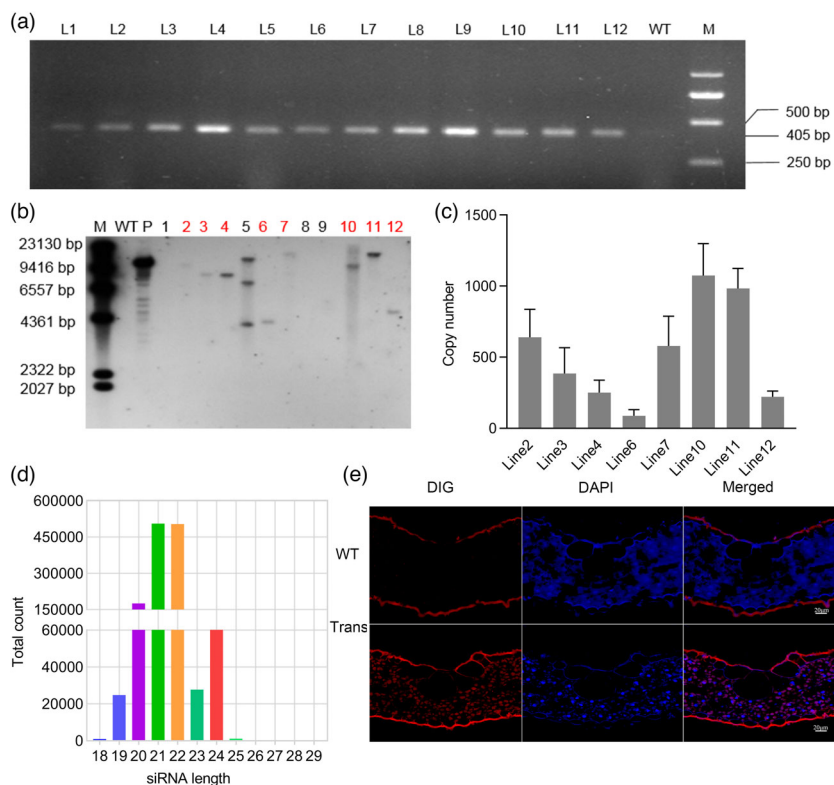 (a)
L1 L2 L3 L4 L5 L6 L7 L8 L9 L10 L11 L12 WT M
500 bp
405 bp
250 bp
(b)
M WT P 1 2 3 4 5 6 7 8 9 10 11 12
23130 bp
9416 bp
6557 bp
4361 bp
2322 bp
2027 bp
(c)
1500
1000
500
0
Copy number
Line2 Line3 Line4 Line6 Line7 Line10 Line11 Line12
(d)
600000
450000
300000
150000
60000
40000
20000
0
Total count
18 19 20 21 22 23 24 25 26 27 28 29
siRNA length
(e)
DIG DAPI Merged
WT
20μm
Trans
20μm